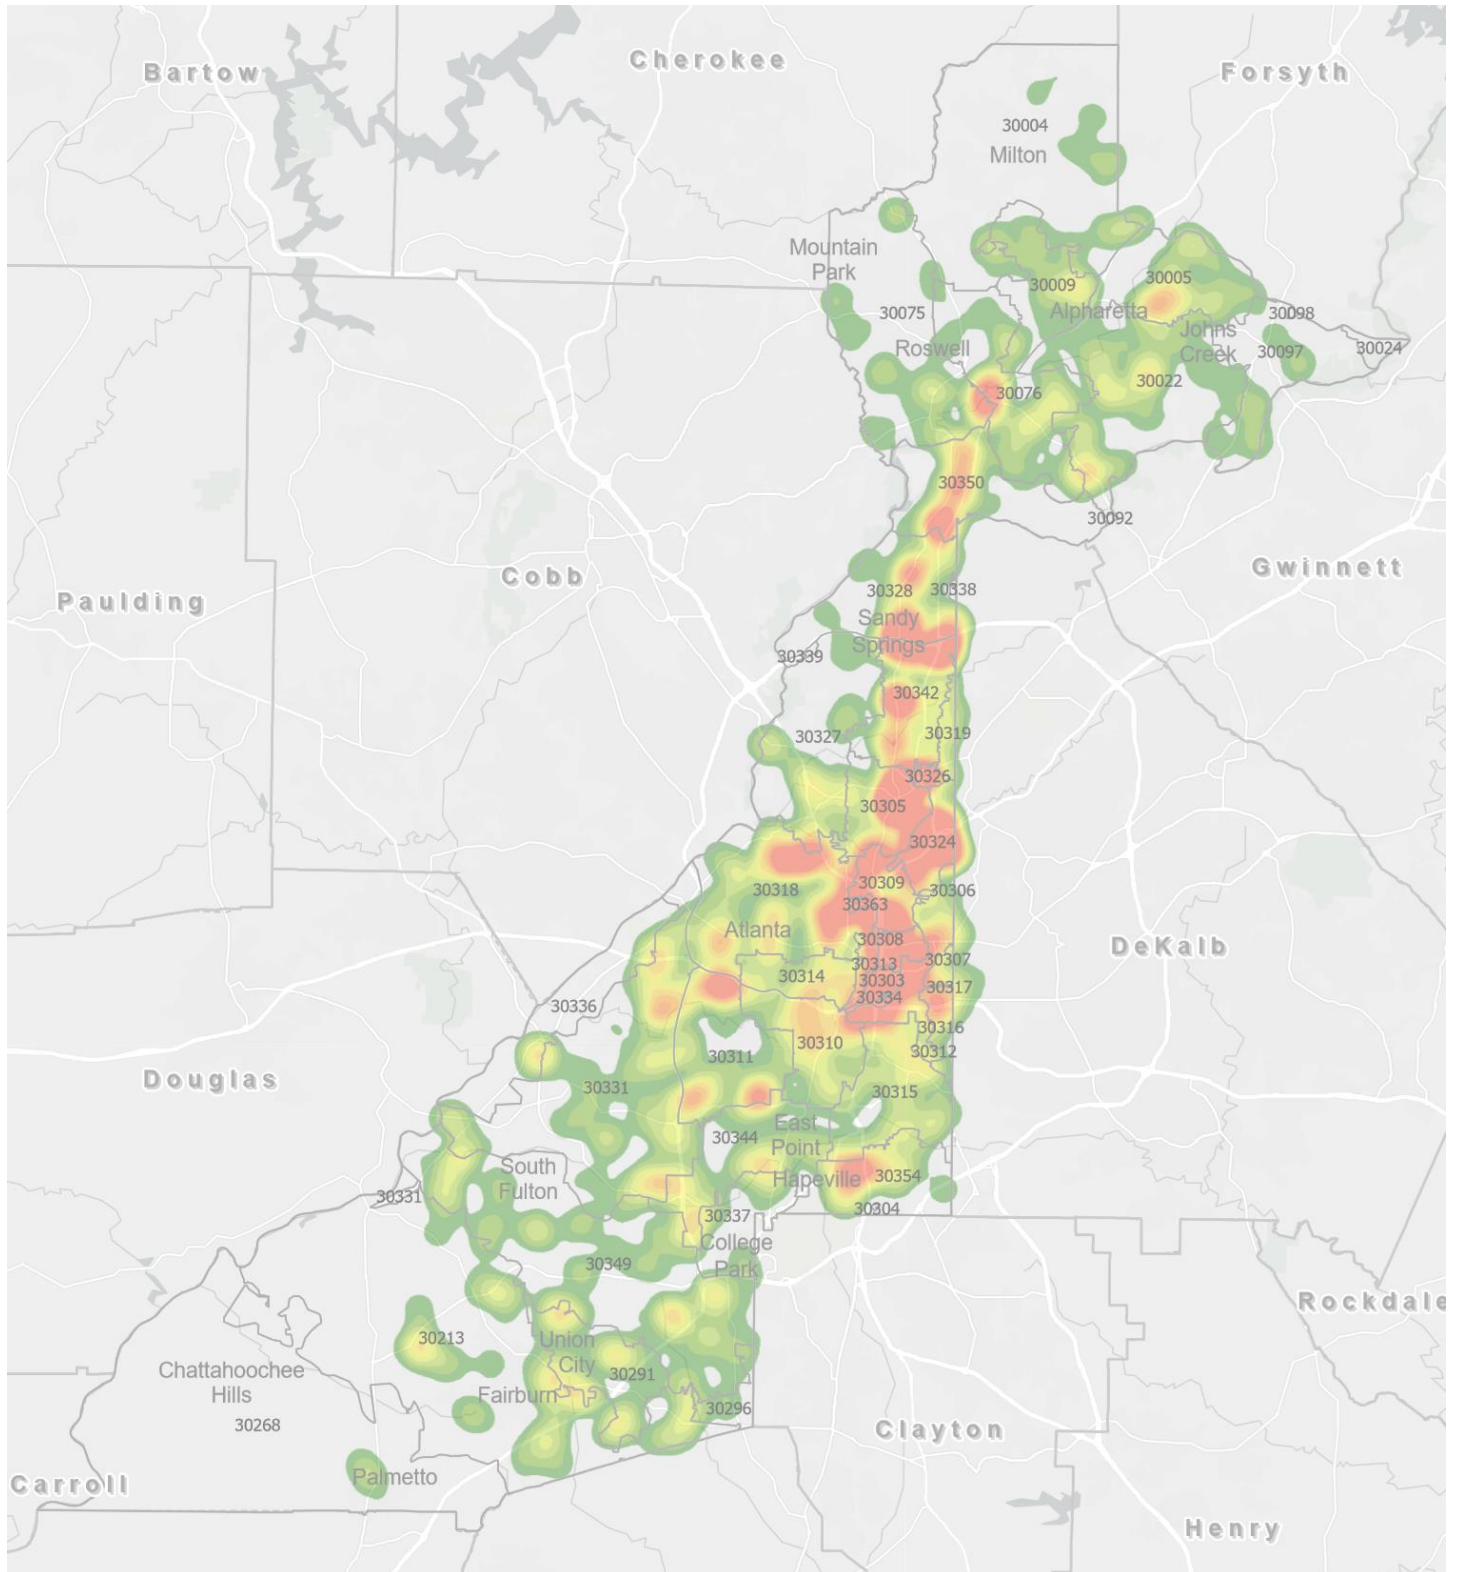 Cherokee
Bartow
Forsyth
30004
Milton
Mountain
Park
30005
30009
30075
Alpharetta
30098
Johns
Creek
Roswell
30097
30024
30022
30076
30350
30092
Gwinnett
Cobb
30328
30338
Paulding
Sandy
Springs
30339
30342
30327
30319
30326
30305
30324
30318
30309
30306
30363
Atlanta
30308
DeKalb
30313
30307
30314
30303
30317
30334
30336
30316
30310
30312
30311
Douglas
30331
30315
East
Point
30344
South
Fulton
Hapeville
30354
30331
30304
30337
College
Park
30349
Rockdale
30213
Union
City
30291
Chattahoochee
Hills
Fairburn
30296
30268
Clayton
Palmetto
Carroll
Henry